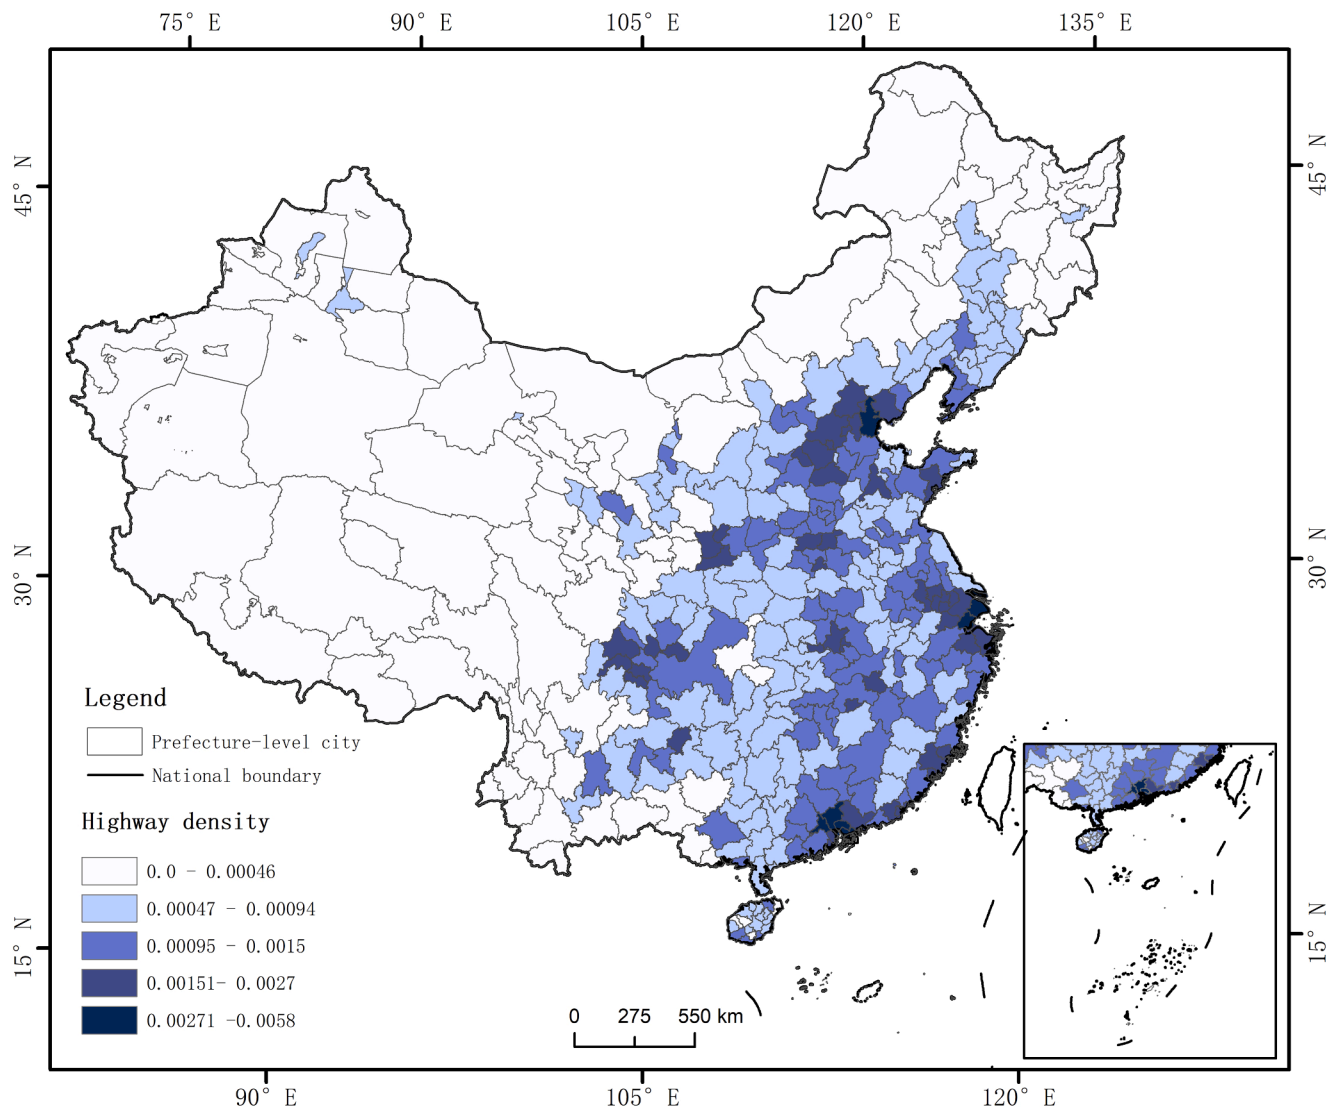 75° E 90° E 105° E 120° E 135° E
45° N
45° N
30° N
30° N
15° N
15° N
Legend
Prefecture-level city
National boundary
Highway density
0.0 - 0.00046
0.00047 - 0.00094
0.00095 - 0.0015
0.00151- 0.0027
0.00271 -0.0058
0 275 550 km
90° E 105° E 120° E